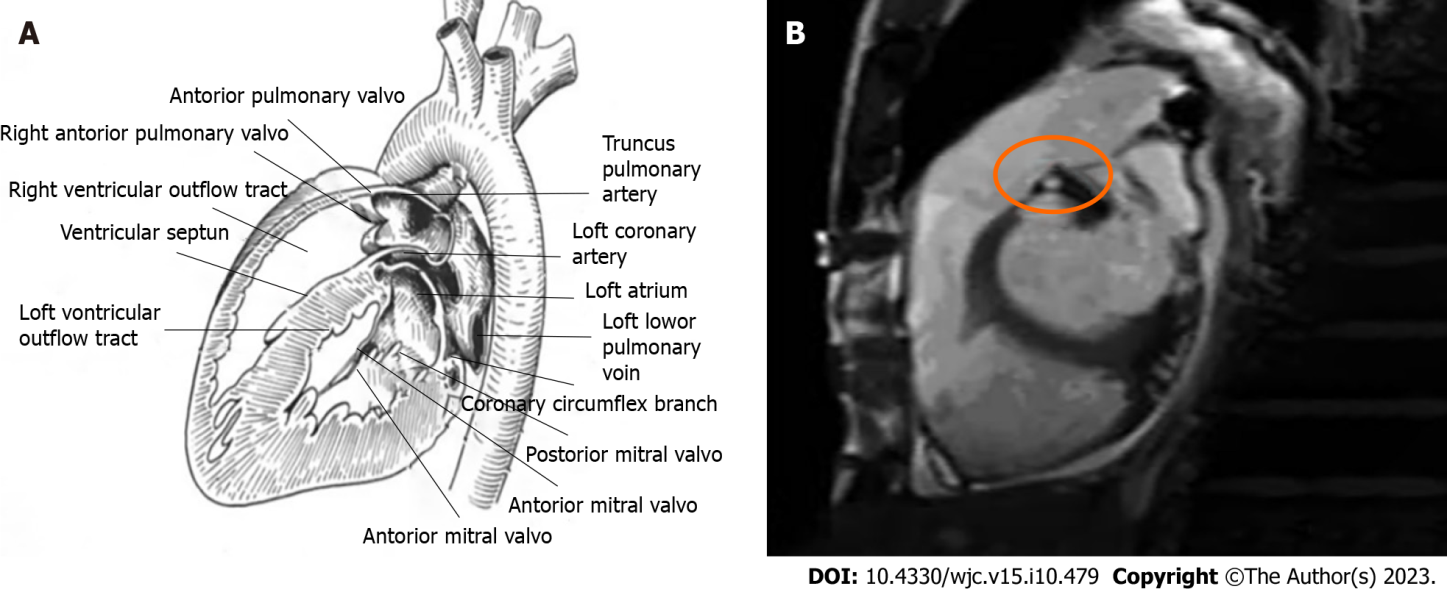 A
B
Antorior pulmonary valvo
Right antorior pulmonary valvo
Right ventricular outflow tract
Ventricular septun
Loft vontricular
outflow tract
Truncus
pulmonary
artery
Loft coronary
artery
Loft atrium
Loft lowor
pulmonary
voin
Coronary circumflex branch
Postorior mitral valvo
Antorior mitral valvo
Antorior mitral valvo
DOI: 10.4330/wjc.v15.i10.479 Copyright ©The Author(s) 2023.